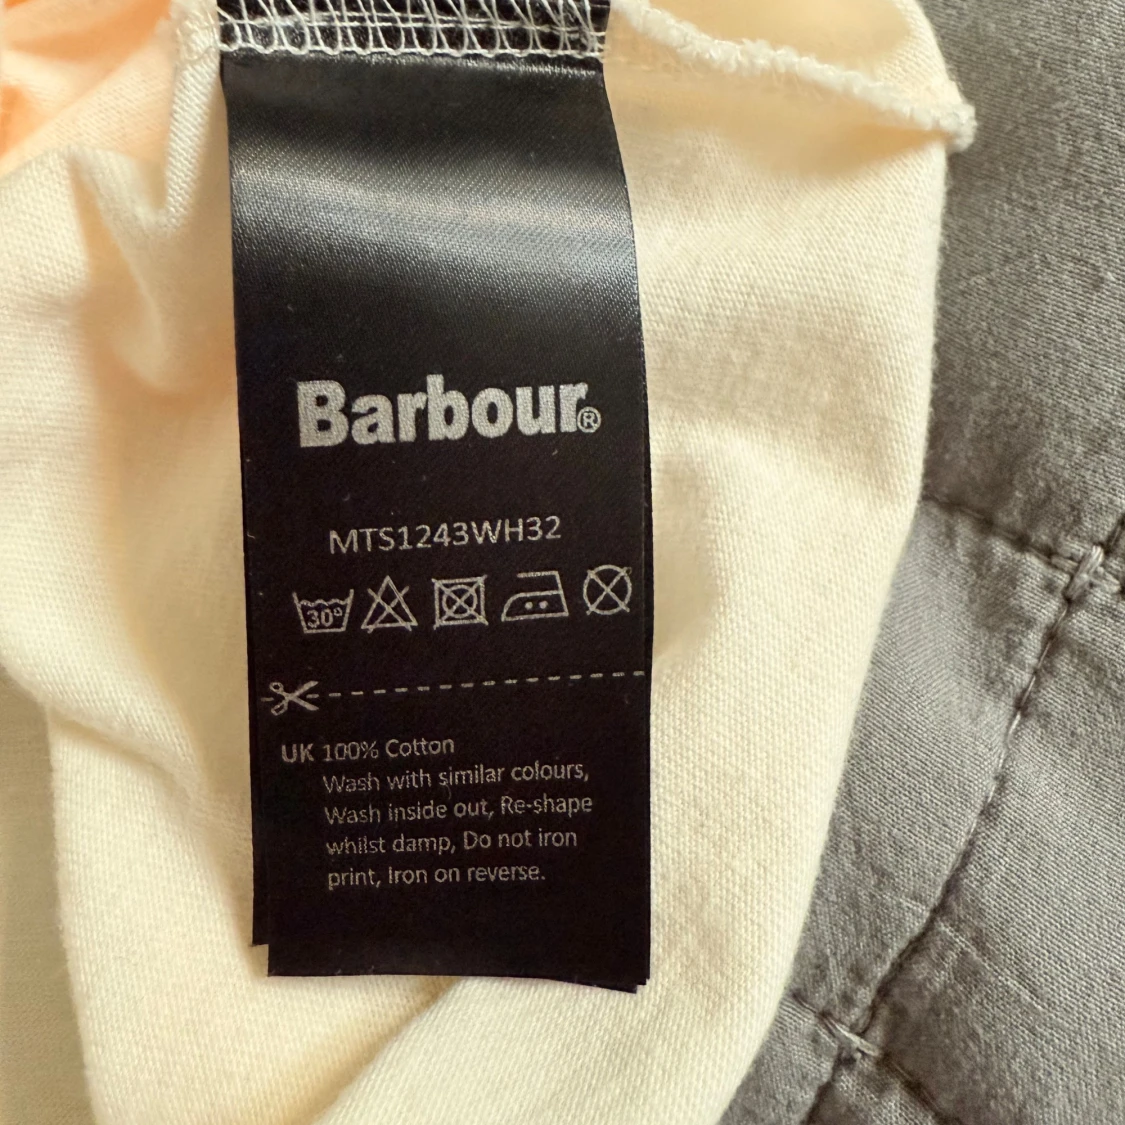 Barbour®
MTS1243WH32
30°
UK 100% Cotton
Wash with similar colours,
Wash inside out, Re-shape
whilst damp, Do not iron
print, Iron on reverse.